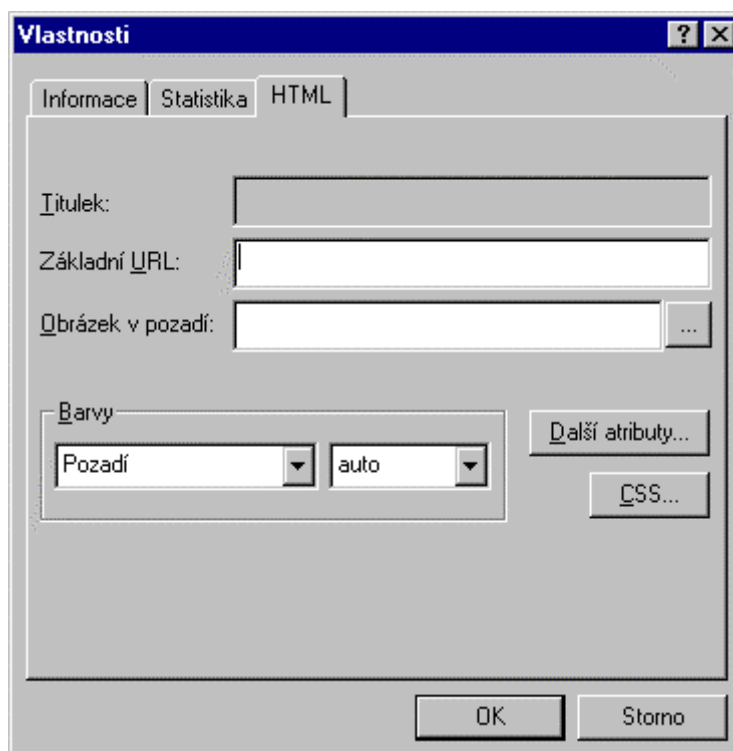 Vlastnosti
Informace Statistika HTML
Titulek:
Základní URL:
Obrázek v pozadí: ...
Barvy
Další atributy...
Pozadí auto
CSS...
OK Storno